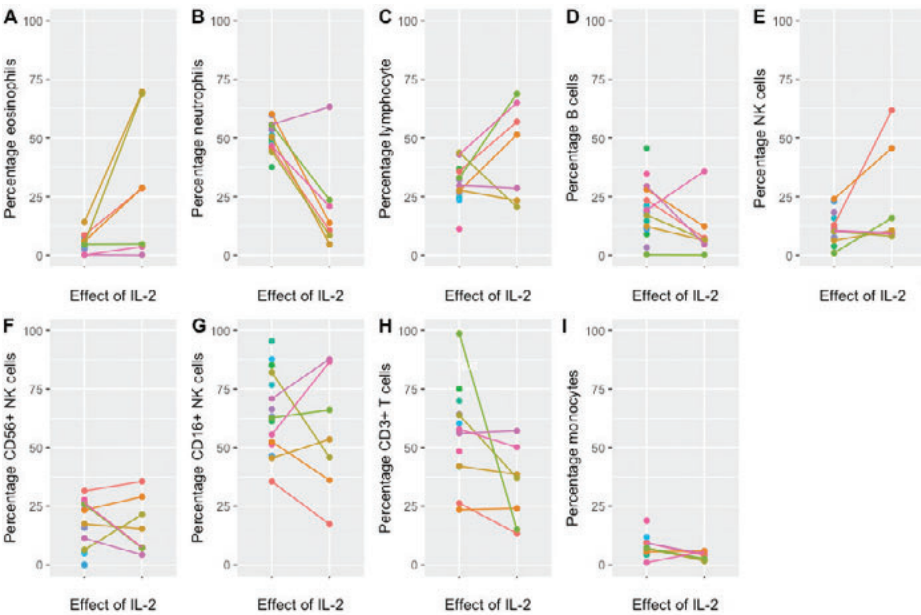 A
B
C
D
E
Percentage eosinophils
100
75
50
25
0
Effect of IL-2
Percentage neutrophils
100
75
50
25
0
Effect of IL-2
Percentage lymphocyte
100
75
50
25
0
Effect of IL-2
Percentage B cells
100
75
50
25
0
Effect of IL-2
Percentage NK cells
100
75
50
25
0
Effect of IL-2
F
G
H
I
Percentage CD56+ NK cells
100
75
50
25
0
Effect of IL-2
Percentage CD16+ NK cells
100
75
50
25
0
Effect of IL-2
Percentage CD3+ T cells
100
75
50
25
0
Effect of IL-2
Percentage monocytes
100
75
50
25
0
Effect of IL-2